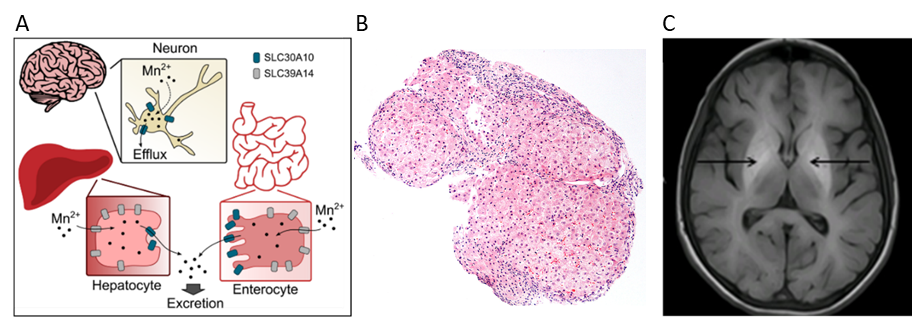 A
B
C
Neuron
SLC30A10
SLC39A14
Mn2+
Efflux
Mn2+
Mn2+
Hepatocyte
Enterocyte
Excretion